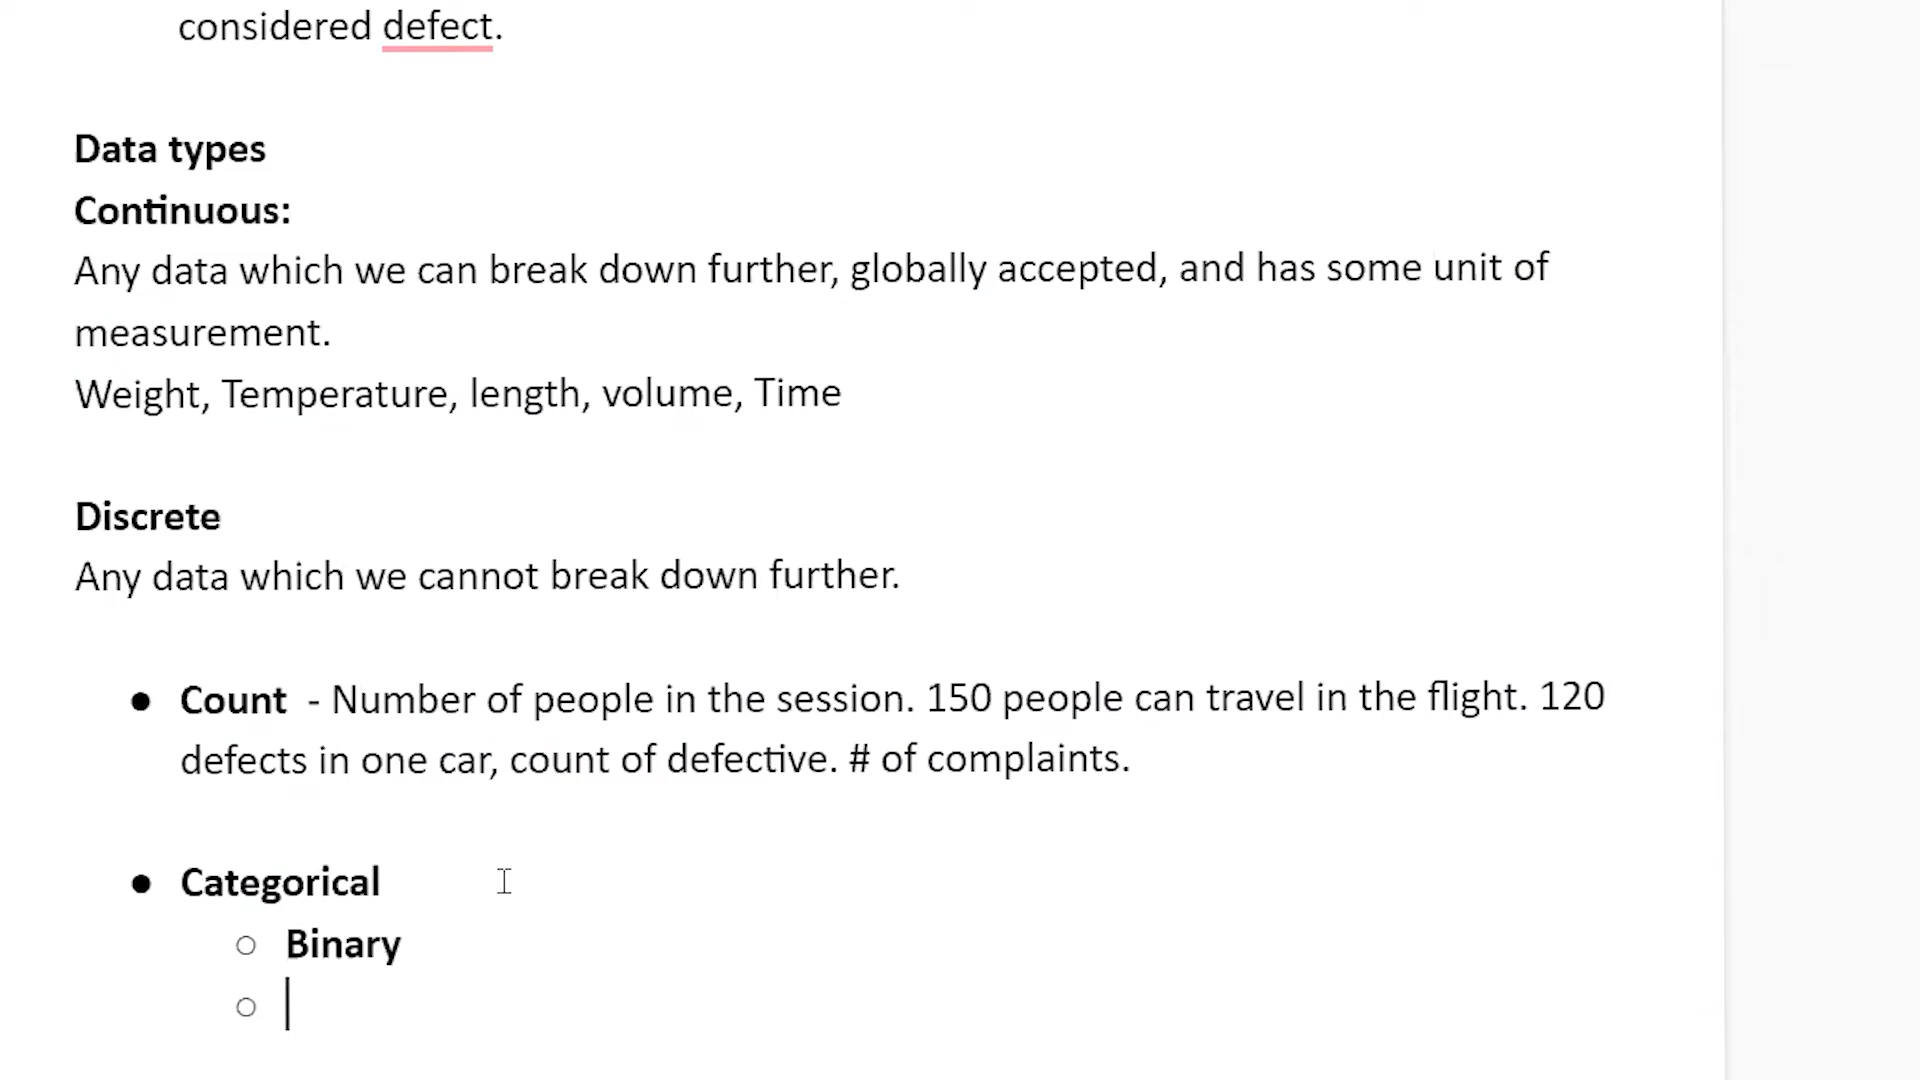 considered defect.
Data types
Continuous:
Any data which we can break down further, globally accepted, and has some unit of
measurement.
Weight, Temperature, length, volume, Time
Discrete
Any data which we cannot break down further.
● Count - Number of people in the session. 150 people can travel in the flight. 120
defects in one car, count of defective. # of complaints.
● Categorical
○ Binary
○